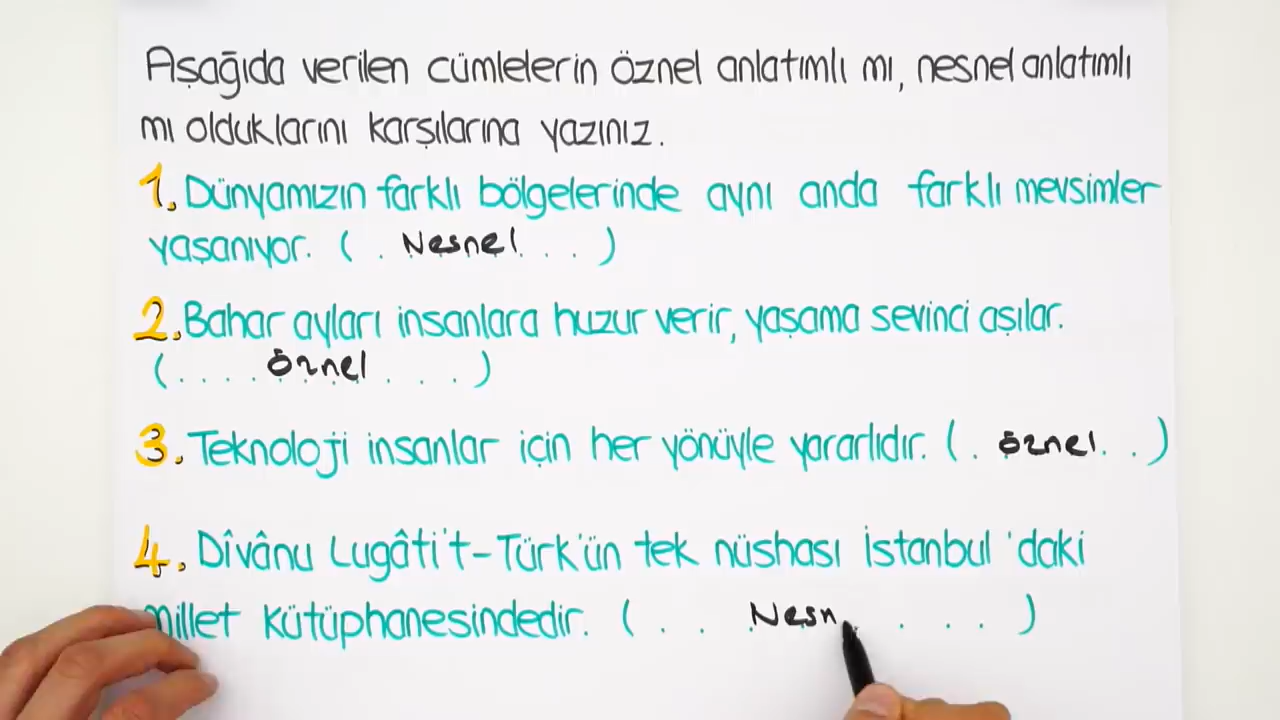 Aşağıda verilen cümlelerin öznel anlatımlı mı, nesnel anlatımlı
mı olduklarını karşılarına yazınız.
1. Dünyamızın farklı bölgelerinde aynı anda farklı mevsimler
yaşanıyor. ( . Nesnel . . . )
2. Bahar ayları insanlara huzur verir, yaşama sevinci aşılar.
( . . . . öznel . . . )
3. Teknoloji insanlar için her yönüyle yararlıdır. ( . öznel . . )
4. Dîvânu Lugâti't-Türk'ün tek nüshası İstanbul'daki
millet kütüphanesindedir. ( . . Nesn . . . . )